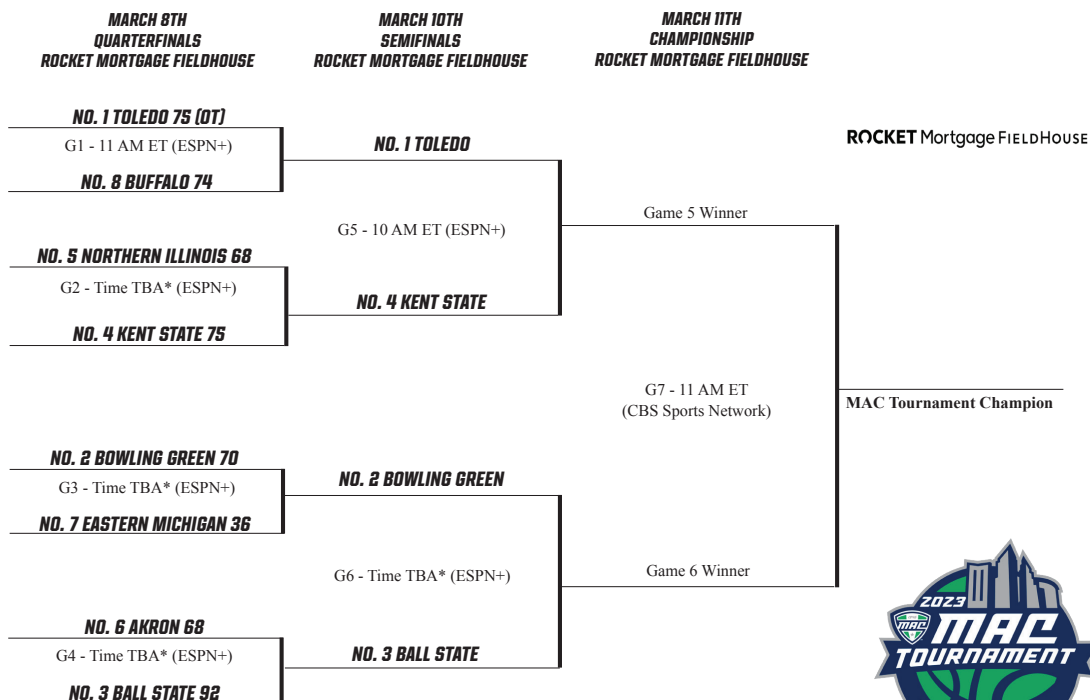 MARCH 8TH
QUARTERFINALS
ROCKET MORTGAGE FIELDHOUSE
MARCH 10TH
SEMIFINALS
ROCKET MORTGAGE FIELDHOUSE
MARCH 11TH
CHAMPIONSHIP
ROCKET MORTGAGE FIELDHOUSE
ROCKET Mortgage FIELDHOUSE
NO. 1 TOLEDO 75 (OT)
G1 - 11 AM ET (ESPN+)
NO. 8 BUFFALO 74
NO. 5 NORTHERN ILLINOIS 68
G2 - Time TBA* (ESPN+)
NO. 4 KENT STATE 75
NO. 2 BOWLING GREEN 70
G3 - Time TBA* (ESPN+)
NO. 7 EASTERN MICHIGAN 36
NO. 6 AKRON 68
G4 - Time TBA* (ESPN+)
NO. 3 BALL STATE 92
NO. 1 TOLEDO
G5 - 10 AM ET (ESPN+)
NO. 4 KENT STATE
NO. 2 BOWLING GREEN
G6 - Time TBA* (ESPN+)
NO. 3 BALL STATE
Game 5 Winner
G7 - 11 AM ET
(CBS Sports Network)
Game 6 Winner
MAC Tournament Champion
2023
MAC
MAC
TOURNAMENT